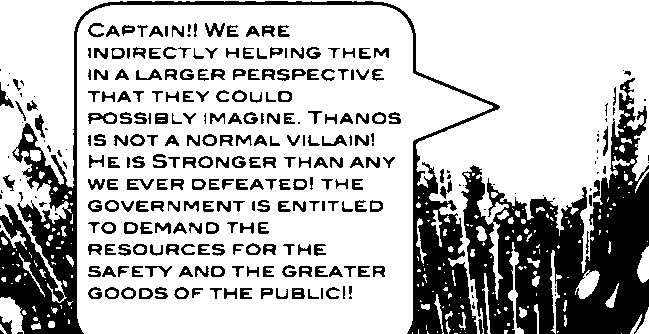 CAPTAIN!! WE ARE
INDIRECTLY HELPING THEM
IN A LARGER PERSPECTIVE
THAT THEY COULD
POSSIBLY IMAGINE. THANOS
IS NOT A NORMAL VILLAIN!
HE IS STRONGER THAN ANY
WE EVER DEFEATED! THE
GOVERNMENT IS ENTITLED
TO DEMAND THE
RESOURCES FOR THE
SAFETY AND THE GREATER
GOODS OF THE PUBLIC!!